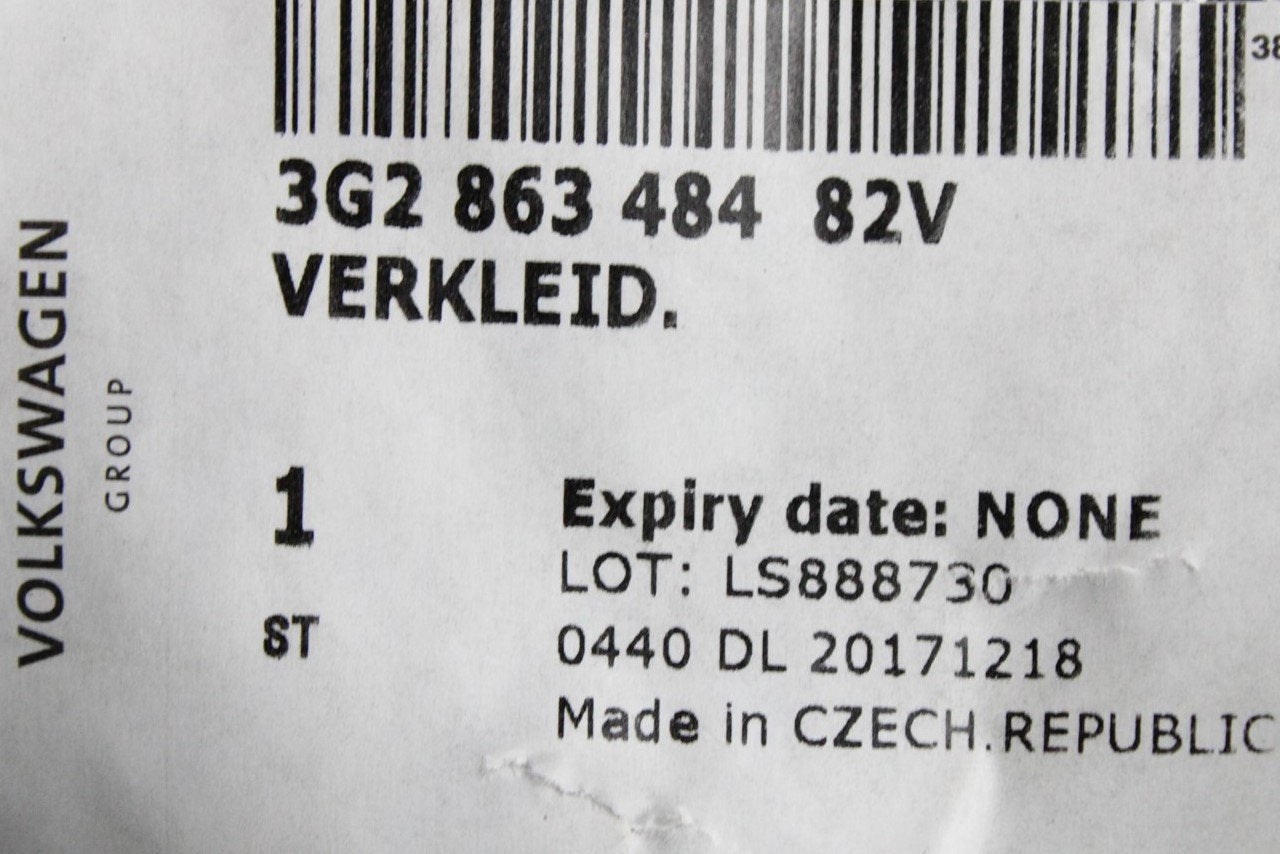 38
3G2 863 484 82V
VERKLEID.
VOLKSWAGEN
GROUP
1
ST
Expiry date: NONE
LOT: LS888730
0440 DL 20171218
Made in CZECH.REPUBLIC